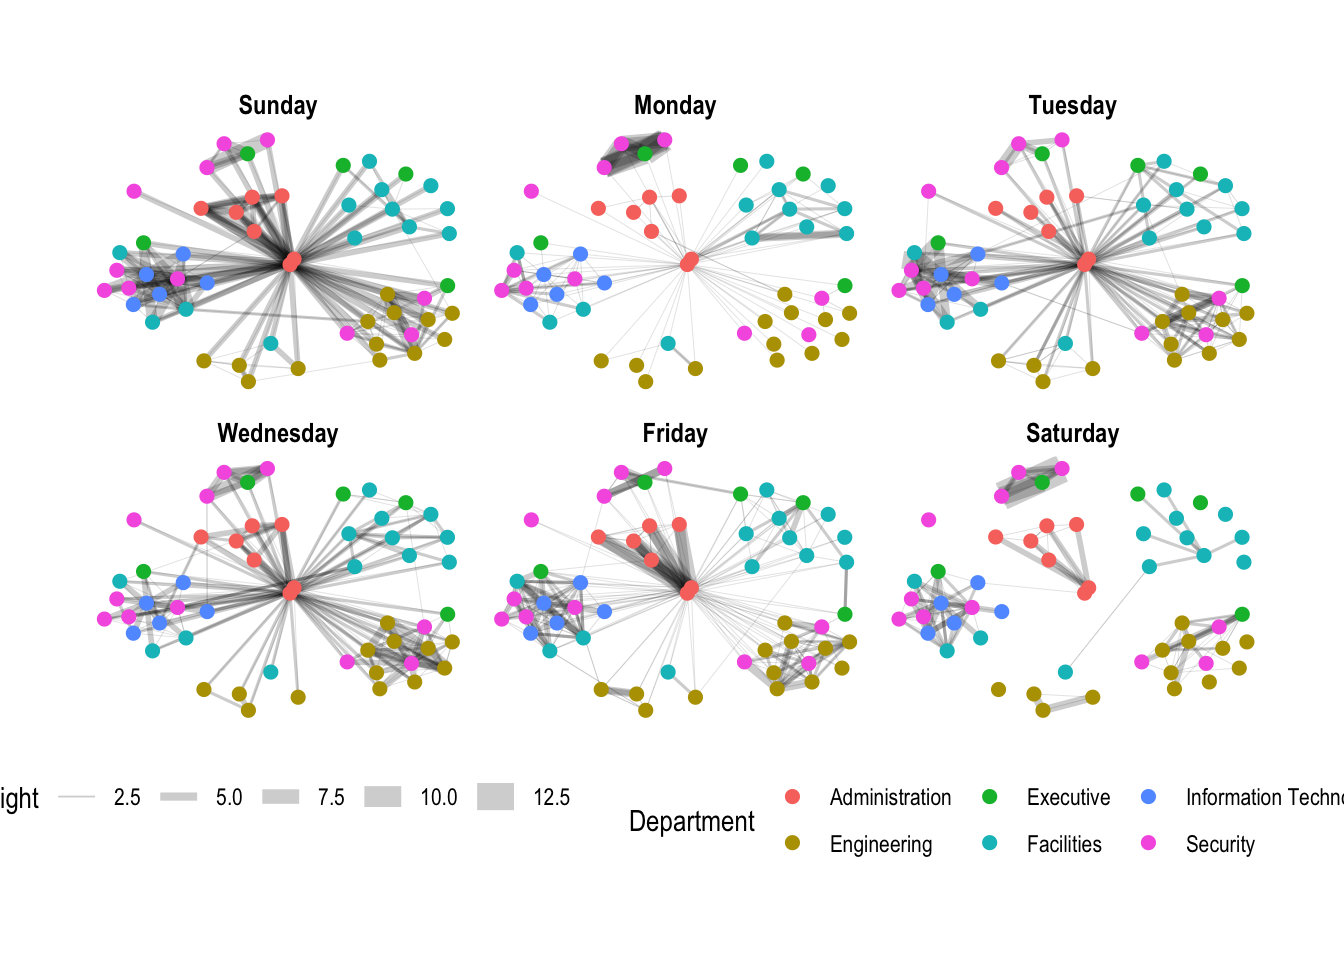 Sunday Monday Tuesday
Wednesday Friday Saturday
ight 2.5 5.0 7.5 10.0 12.5
Department
Administration Executive Information Techn
Engineering Facilities Security